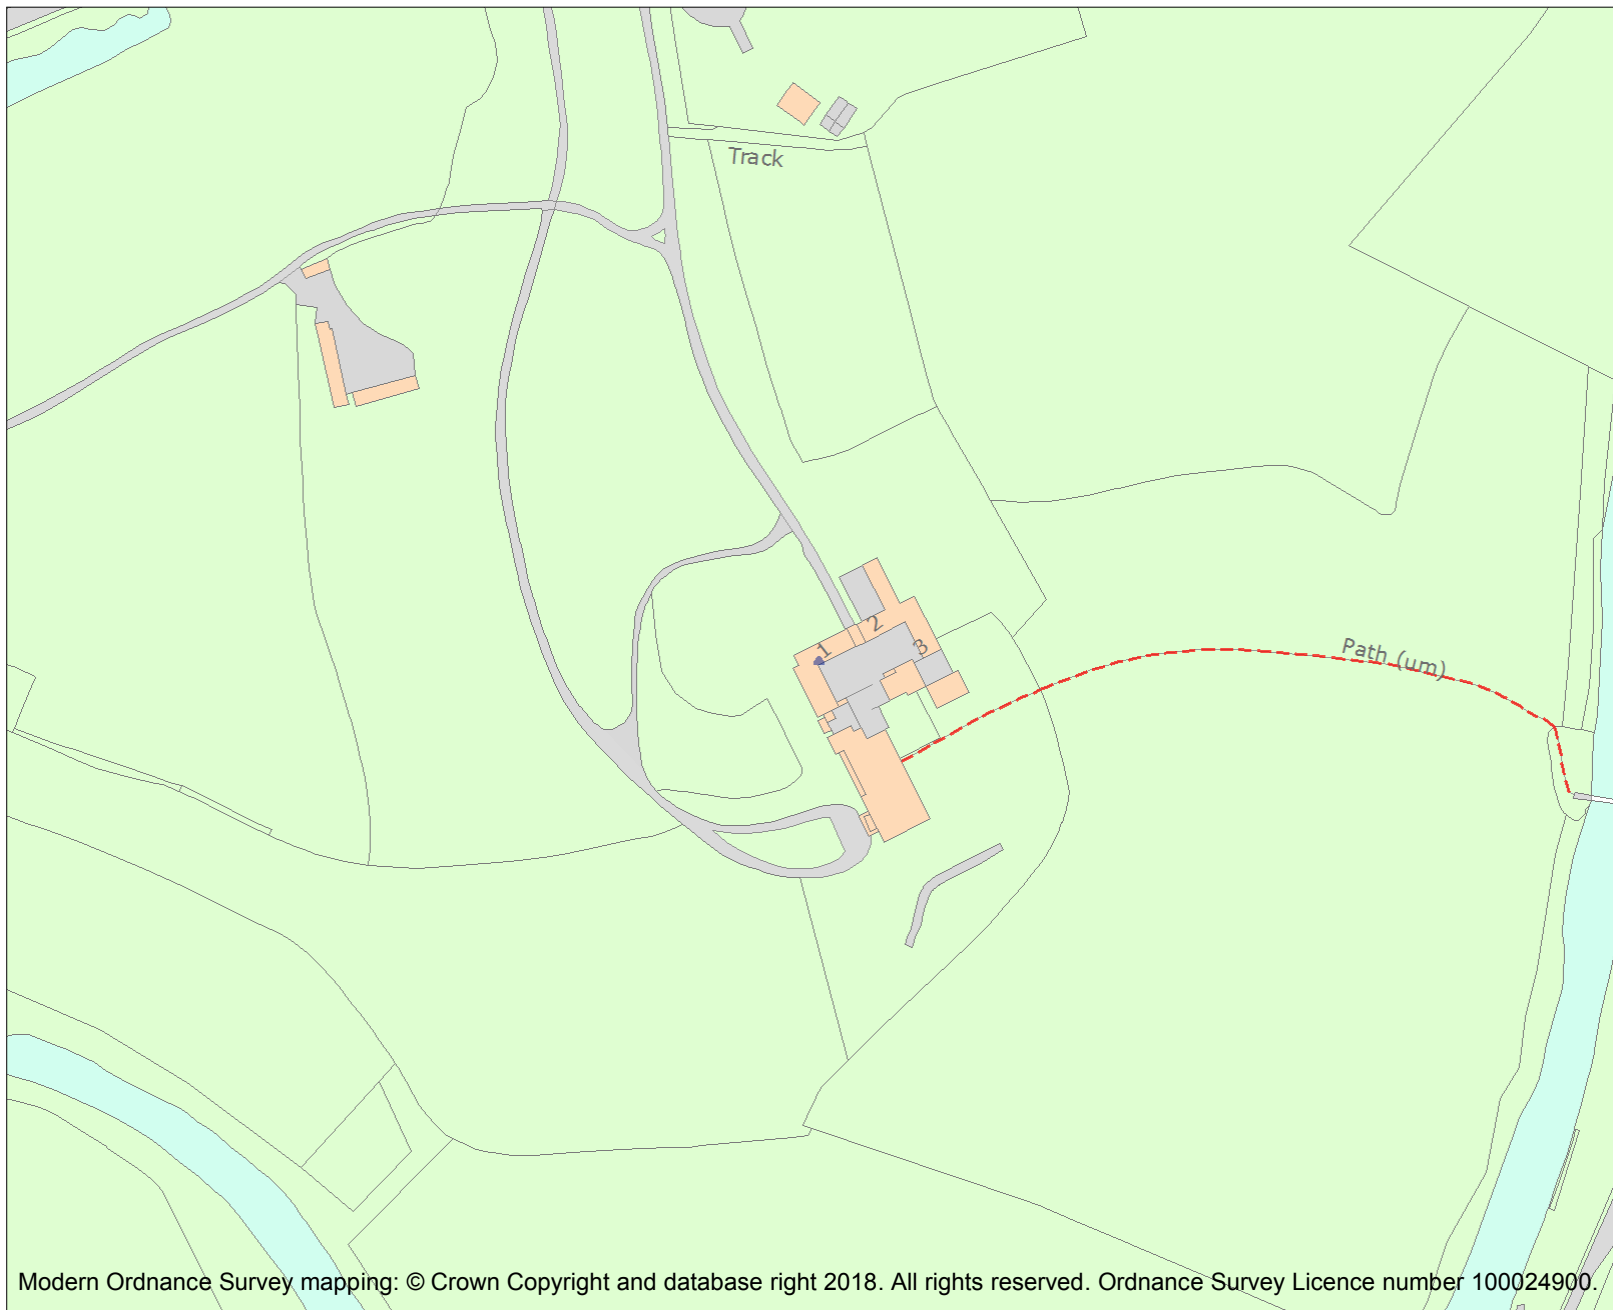 Track
2
1
3
Path (um)
Modern Ordnance Survey mapping: © Crown Copyright and database right 2018. All rights reserved. Ordnance Survey Licence number 100024900.